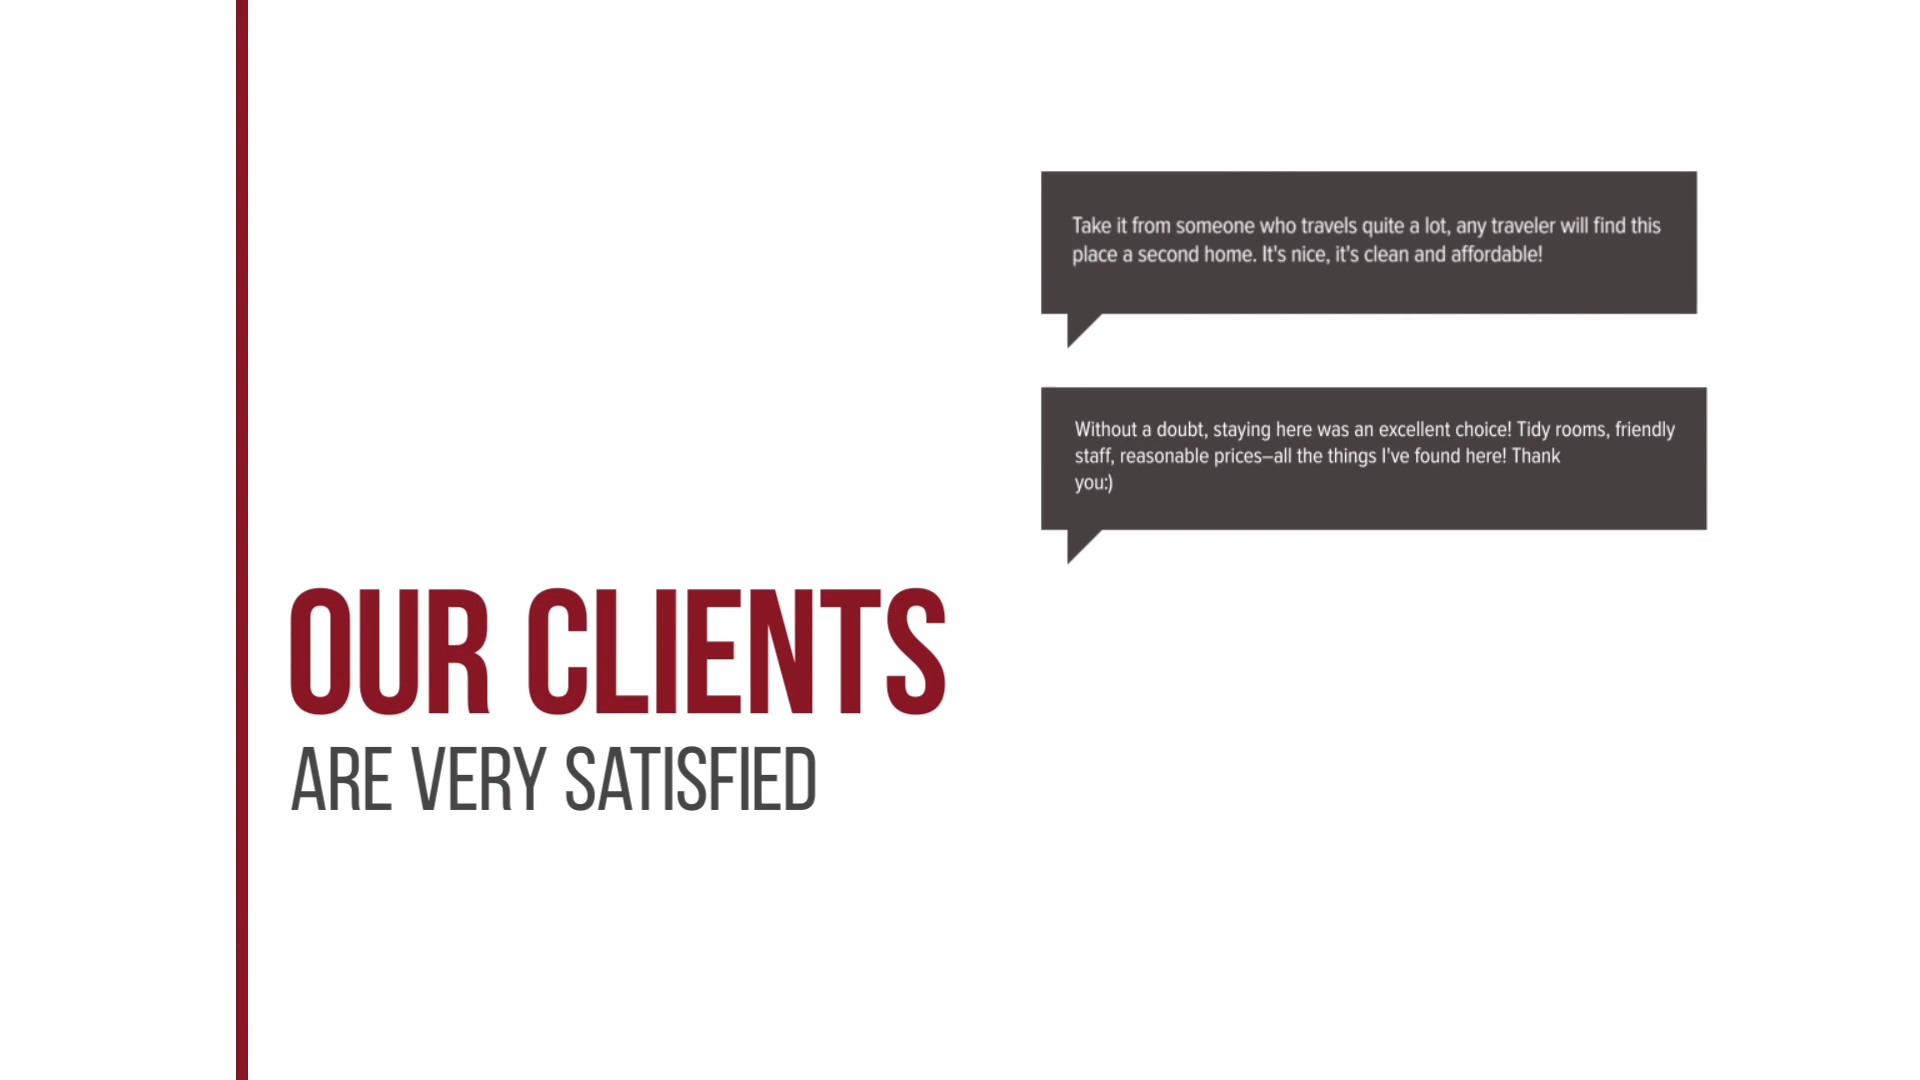 Take it from someone who travels quite a lot, any traveler will find this
place a second home. It's nice, it's clean and affordable!
Without a doubt, staying here was an excellent choice! Tidy rooms, friendly
staff, reasonable prices–all the things I've found here! Thank
you:)
OUR CLIENTS
ARE VERY SATISFIED